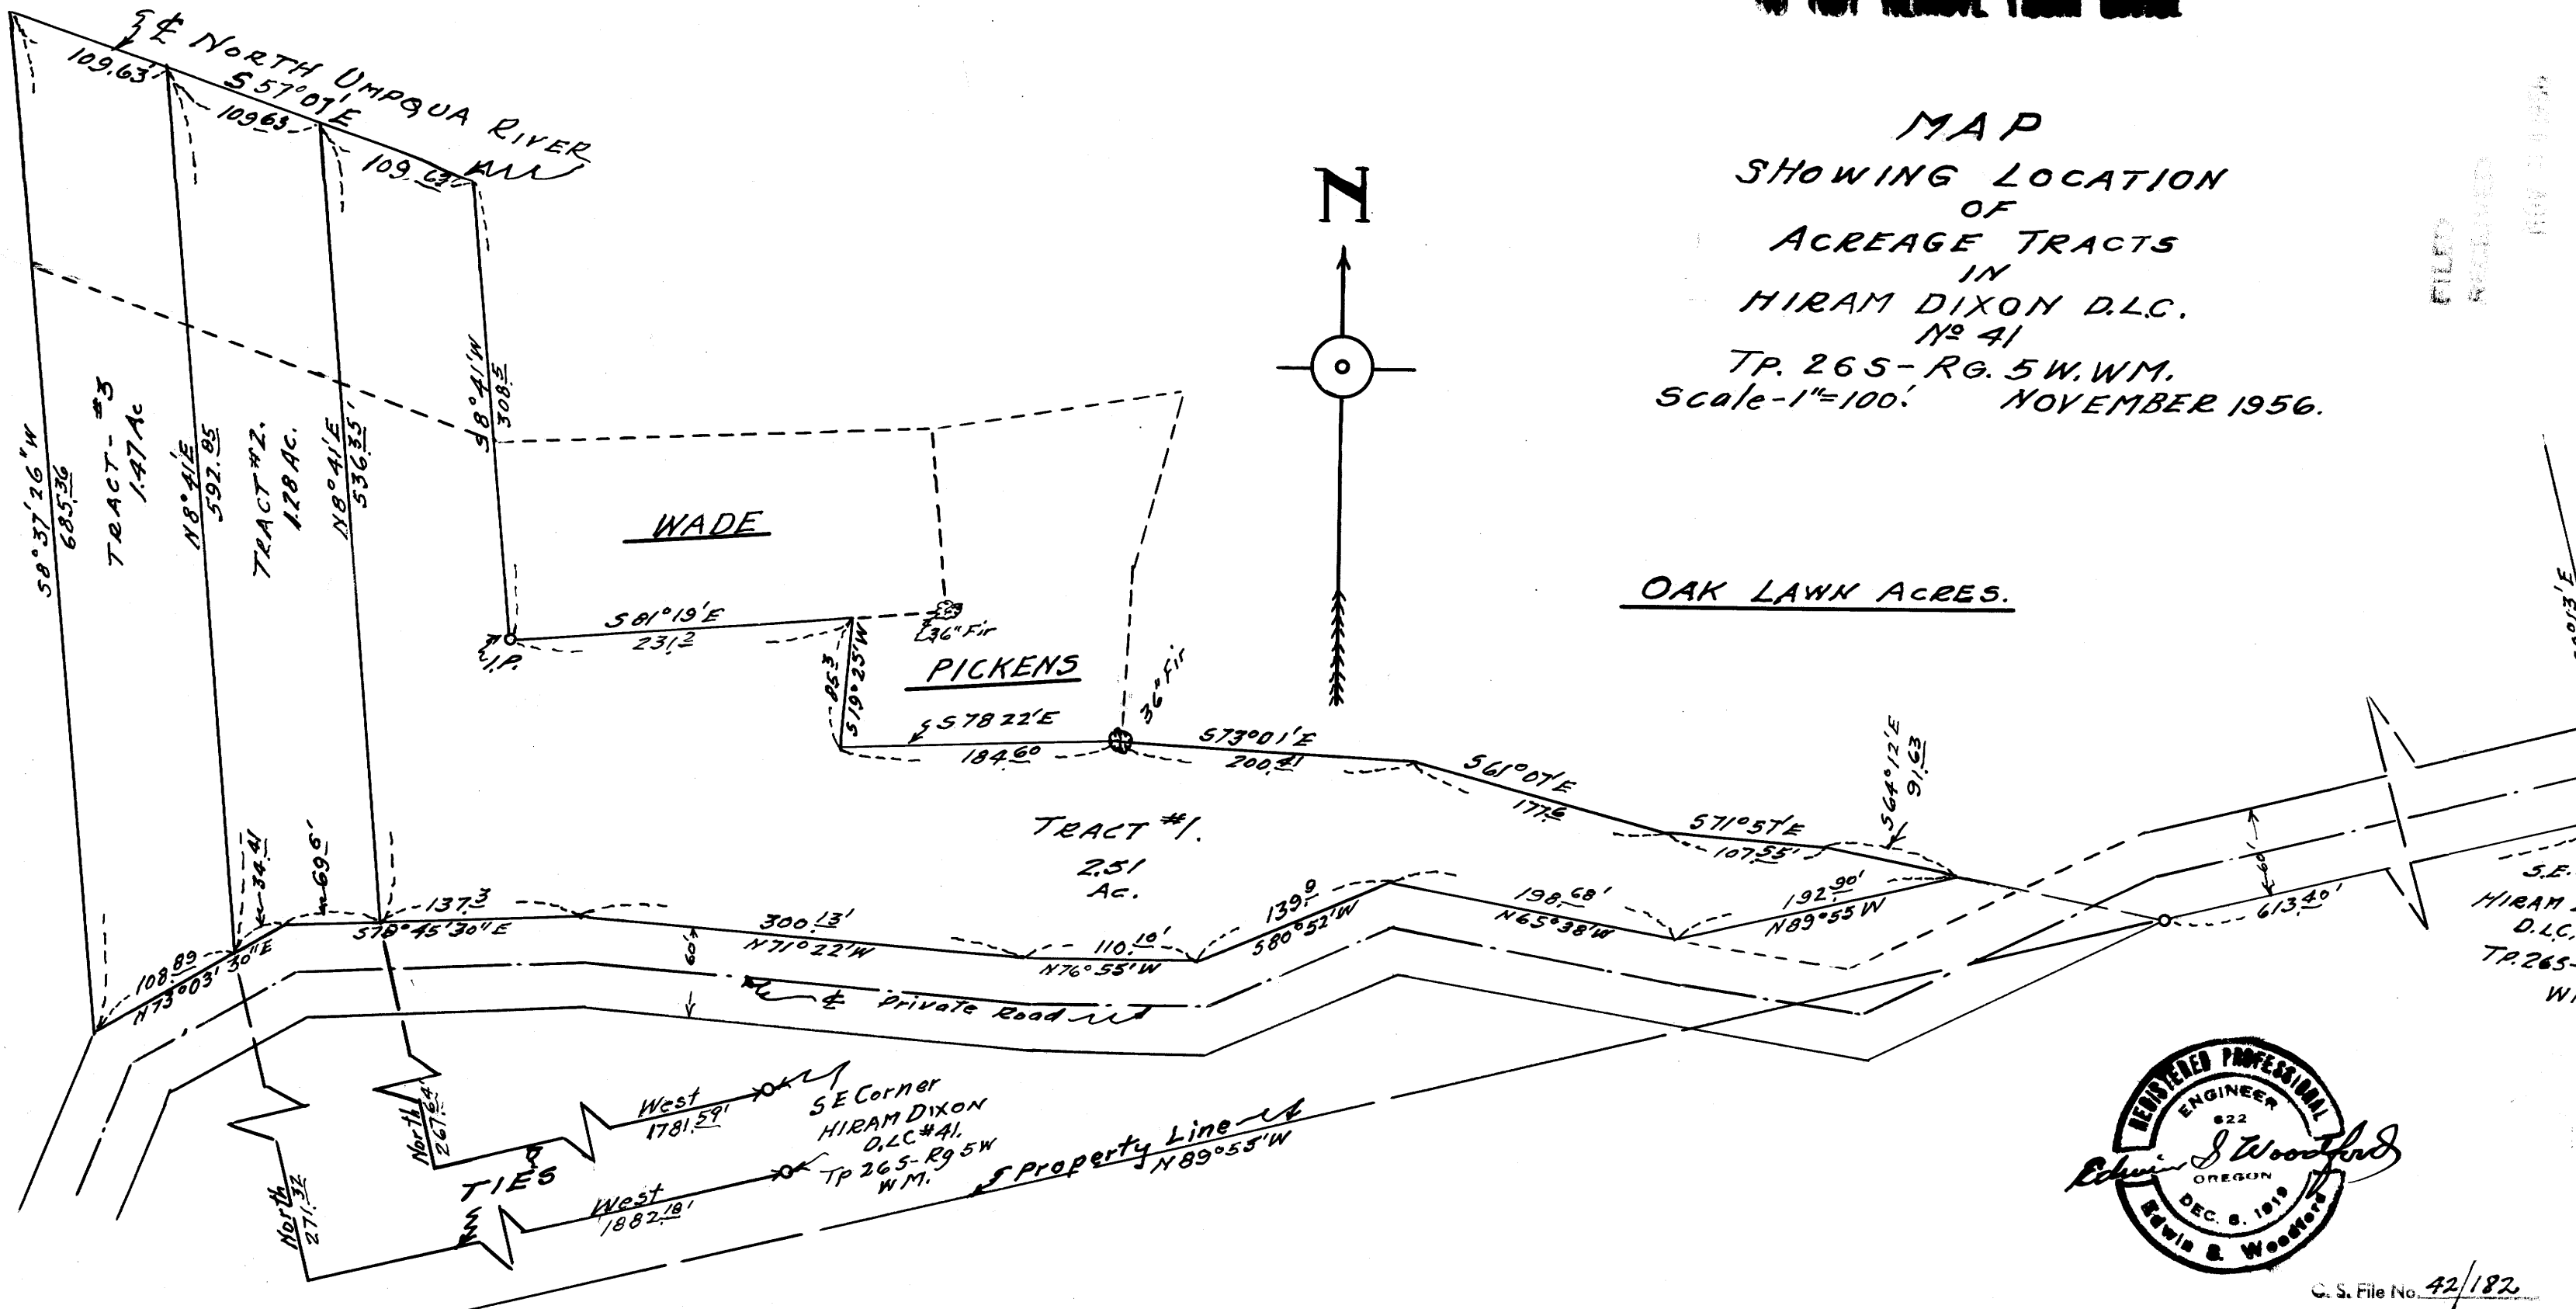 MAP
SHOWING LOCATION
OF
ACREAGE TRACTS
IN
HIRAM DIXON D.L.C.
Nº 41
TP. 26S - RG. 5 W. W.M.
Scale - 1"=100.' NOVEMBER 1956.
℄ NORTH UMPQUA RIVER
109.63'
S 57°07' E
109.63
109.63'
S8°37'26"W
685.36
TRACT - #3
1.47 Ac
N8°41'E
592.85
TRACT #2.
1.28 AC.
N8°41'E
536.35'
S8°41'W
308.5
N
WADE
S 81°19'E
231.2
I.P.
36" Fir
85.3
S19°25'W
PICKENS
S 78 22'E
184.60
36" Fir
S73°01'E
200.41
S61°07'E
177.6
S71°57'E
107.55'
S64°12'E
91.63
OAK LAWN ACRES.
TRACT #1.
2.51
Ac.
108.89
N73°03'30"E
34.41
69.6'
137.3
S78°45'30"E
300.13'
N71°22'W
60'
110.10'
N76°55'W
139.9
S80°52'W
198.68'
N65°38'W
192.90'
N89°55 W
60'
613.40'
℄ Private Road
S.E.
HIRAM
D.L.C.
TP. 26S-
W.
North
267.64'
West
1781.59'
S E Corner
HIRAM DIXON
D.L.C #41.
Tp 26S - Rg 5W
W M.
TIES
North
271.32
West
1882.18'
Property Line
N 89°55'W
REGISTERED PROFESSIONAL
ENGINEER
622
Edwin S Woodford
OREGON
DEC. 8, 1919
Edwin S. Woodford
C. S. File No. 42/182